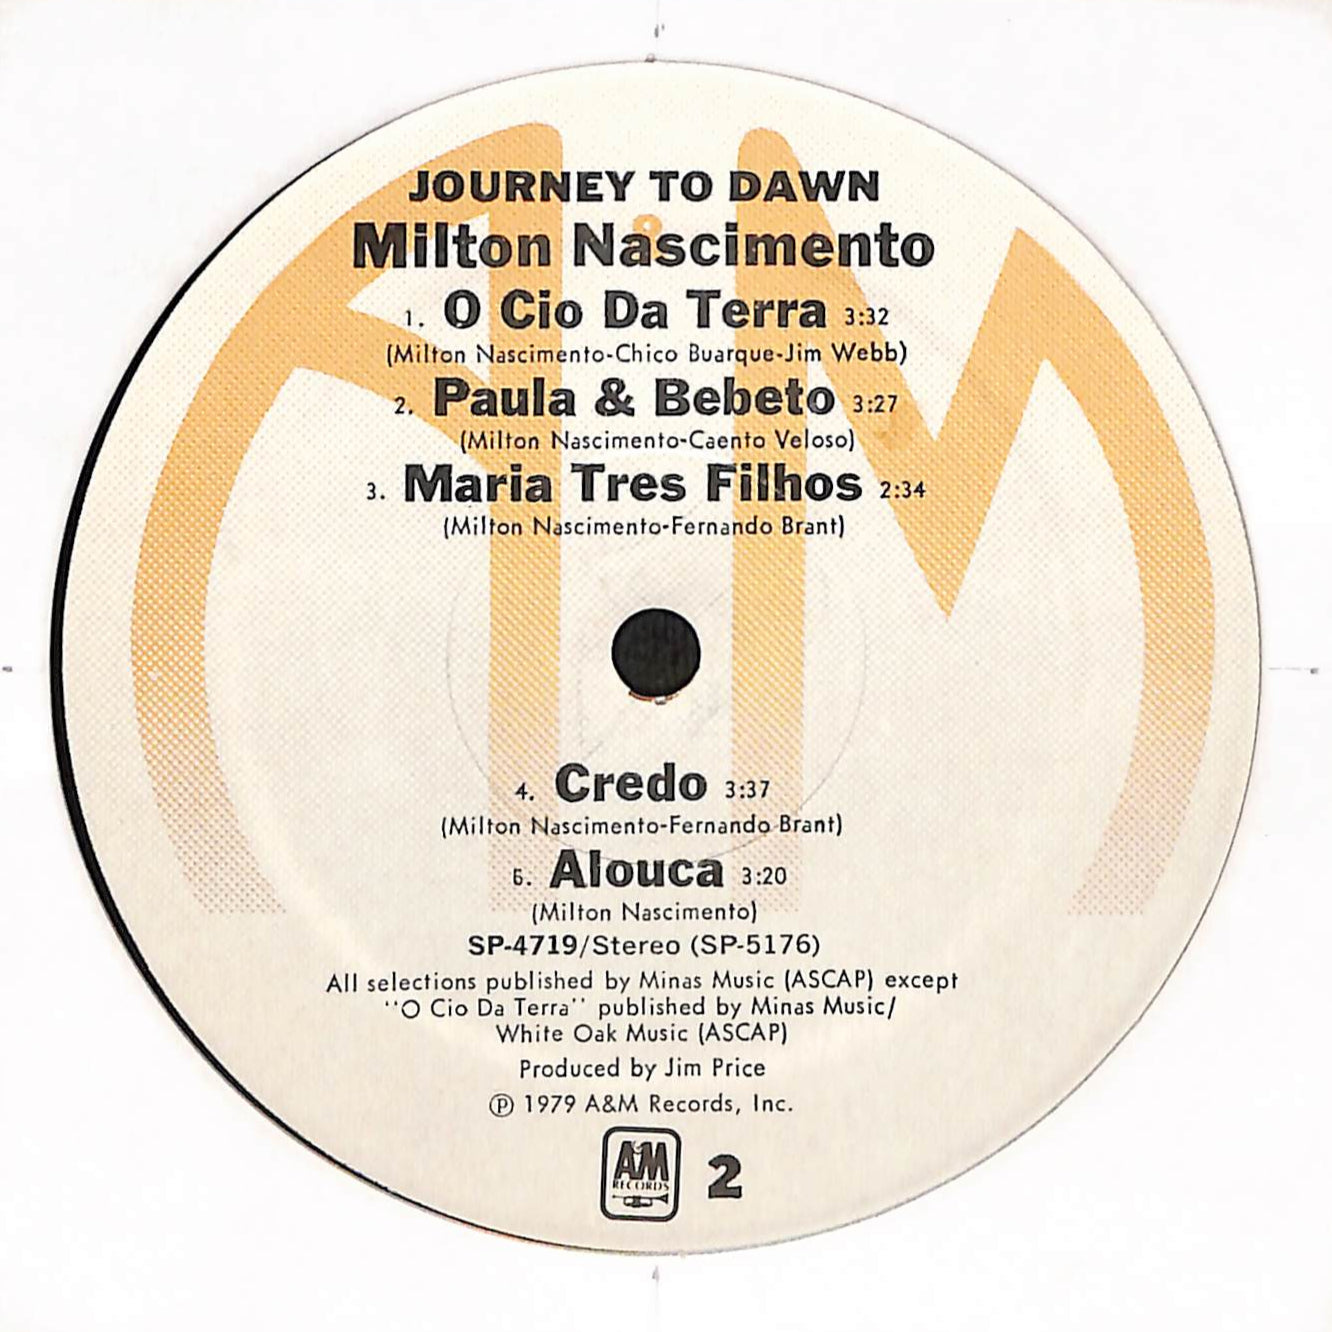 JOURNEY TO DAWN
Milton Nascimento
1. O Cio Da Terra 3:32
(Milton Nascimento-Chico Buarque-Jim Webb)
2. Paula & Bebeto 3:27
(Milton Nascimento-Caento Veloso)
3. Maria Tres Filhos 2:34
(Milton Nascimento-Fernando Brant)
4. Credo 3:37
(Milton Nascimento-Fernando Brant)
5. Alouca 3:20
(Milton Nascimento)
SP-4719/Stereo (SP-5176)
All selections published by Minas Music (ASCAP) except
"O Cio Da Terra" published by Minas Music/
White Oak Music (ASCAP)
Produced by Jim Price
℗ 1979 A&M Records, Inc.
A&M
RECORDS
2